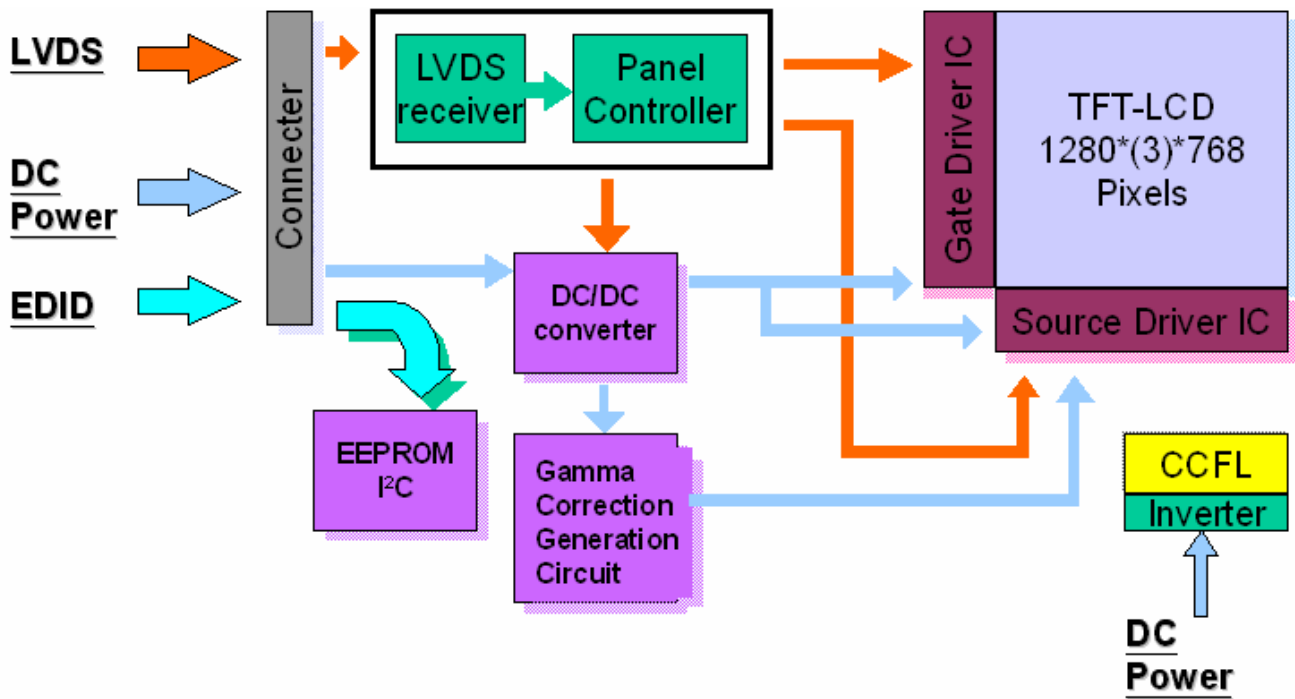 LVDS
DC
Power
EDID
Connecter
LVDS
receiver
Panel
Controller
Gate Driver IC
TFT-LCD
1280*(3)*768
Pixels
Source Driver IC
DC/DC
converter
EEPROM
I²C
Gamma
Correction
Generation
Circuit
CCFL
Inverter
DC
Power